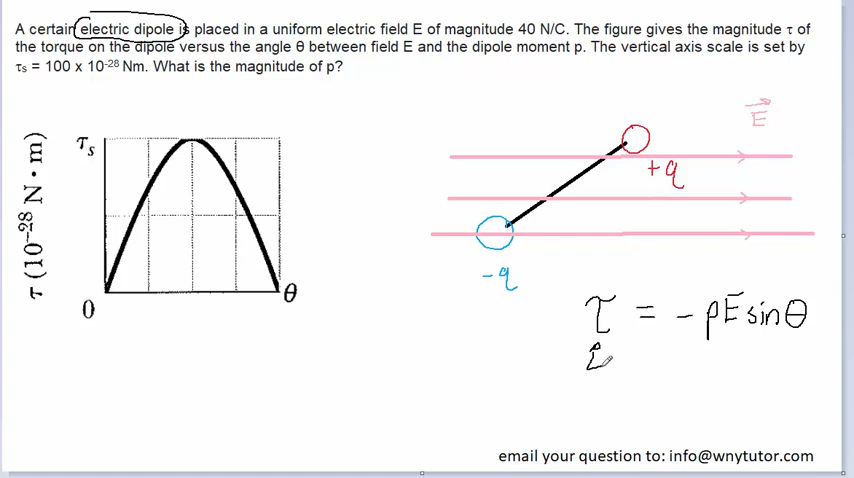 A certain electric dipole is placed in a uniform electric field E of magnitude 40 N/C. The figure gives the magnitude τ of
the torque on the dipole versus the angle θ between field E and the dipole moment p. The vertical axis scale is set by
τs = 100 x 10⁻²⁸ Nm. What is the magnitude of p?
τ (10⁻²⁸ N • m)
τₛ
0
θ
E⃗
+q
-q
τ = - pE sinθ
email your question to: info@wnytutor.com